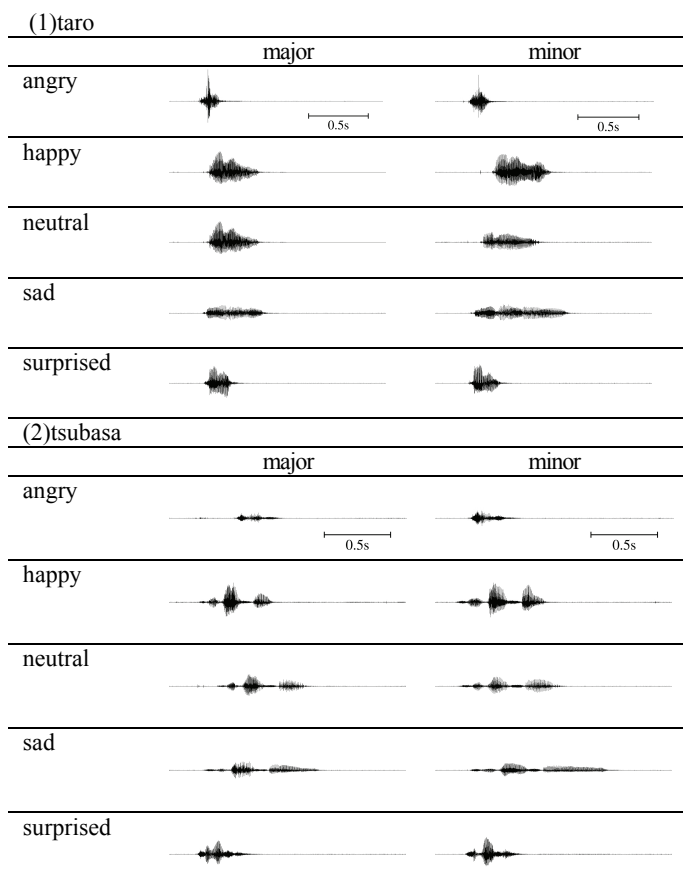 (1)taro
major minor
angry
0.5s 0.5s
happy
neutral
sad
surprised
(2)tsubasa
major minor
angry
0.5s 0.5s
happy
neutral
sad
surprised